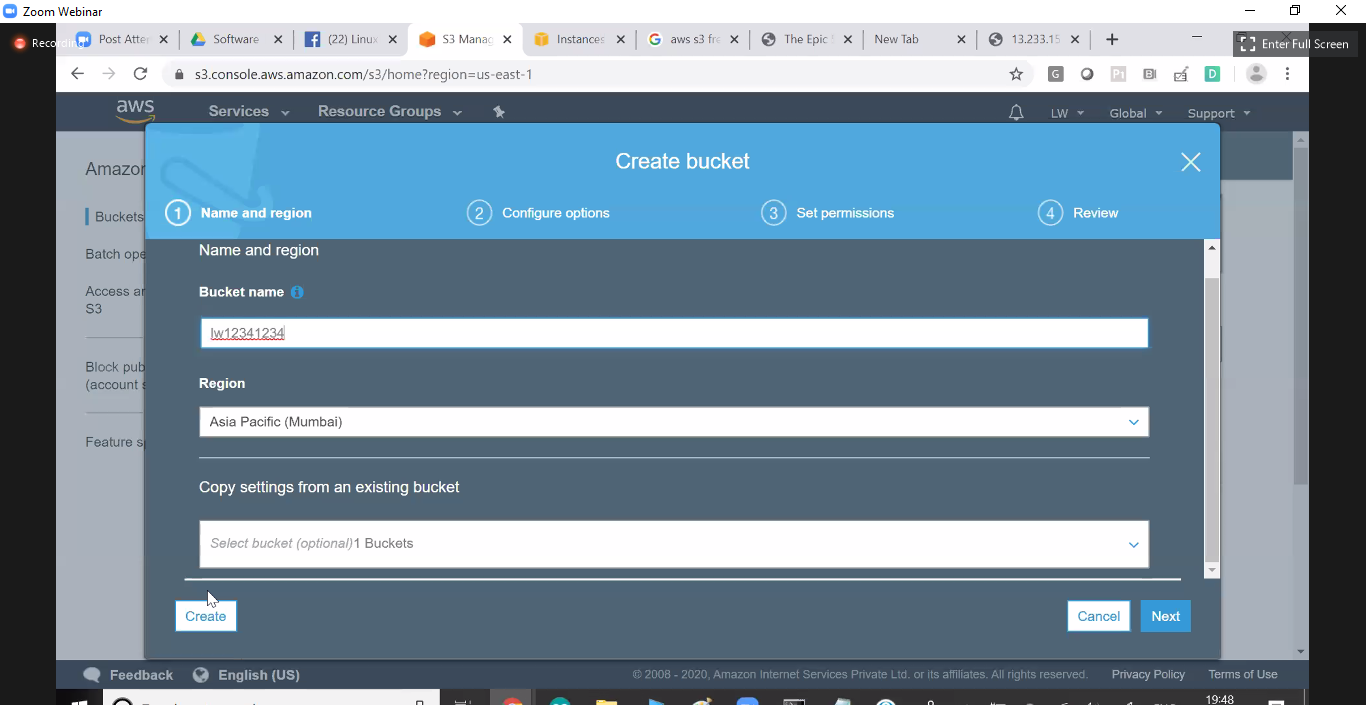 Zoom Webinar
Recording
Post Atten
Software
(22) Linux
S3 Manag
Instances
aws s3 fre
The Epic
New Tab
13.233.15
Enter Full Screen
s3.console.aws.amazon.com/s3/home?region=us-east-1
aws
Services
Resource Groups
LW
Global
Support
Amazon
Buckets
Batch ope
Access an
S3
Block pub
(account s
Feature sp
Create bucket
1 Name and region
2 Configure options
3 Set permissions
4 Review
Name and region
Bucket name
lw12341234
Region
Asia Pacific (Mumbai)
Copy settings from an existing bucket
Select bucket (optional)1 Buckets
Create
Cancel
Next
Feedback
English (US)
© 2008 - 2020, Amazon Internet Services Private Ltd. or its affiliates. All rights reserved.
Privacy Policy
Terms of Use
19:48